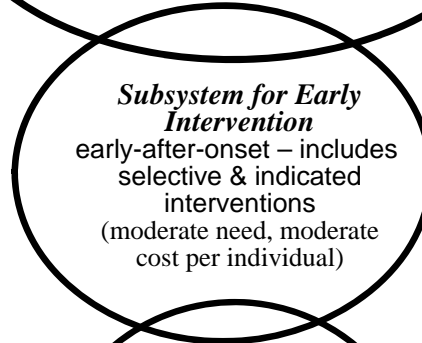 Subsystem for Early
Intervention
early-after-onset – includes
selective & indicated
interventions
(moderate need, moderate
cost per individual)